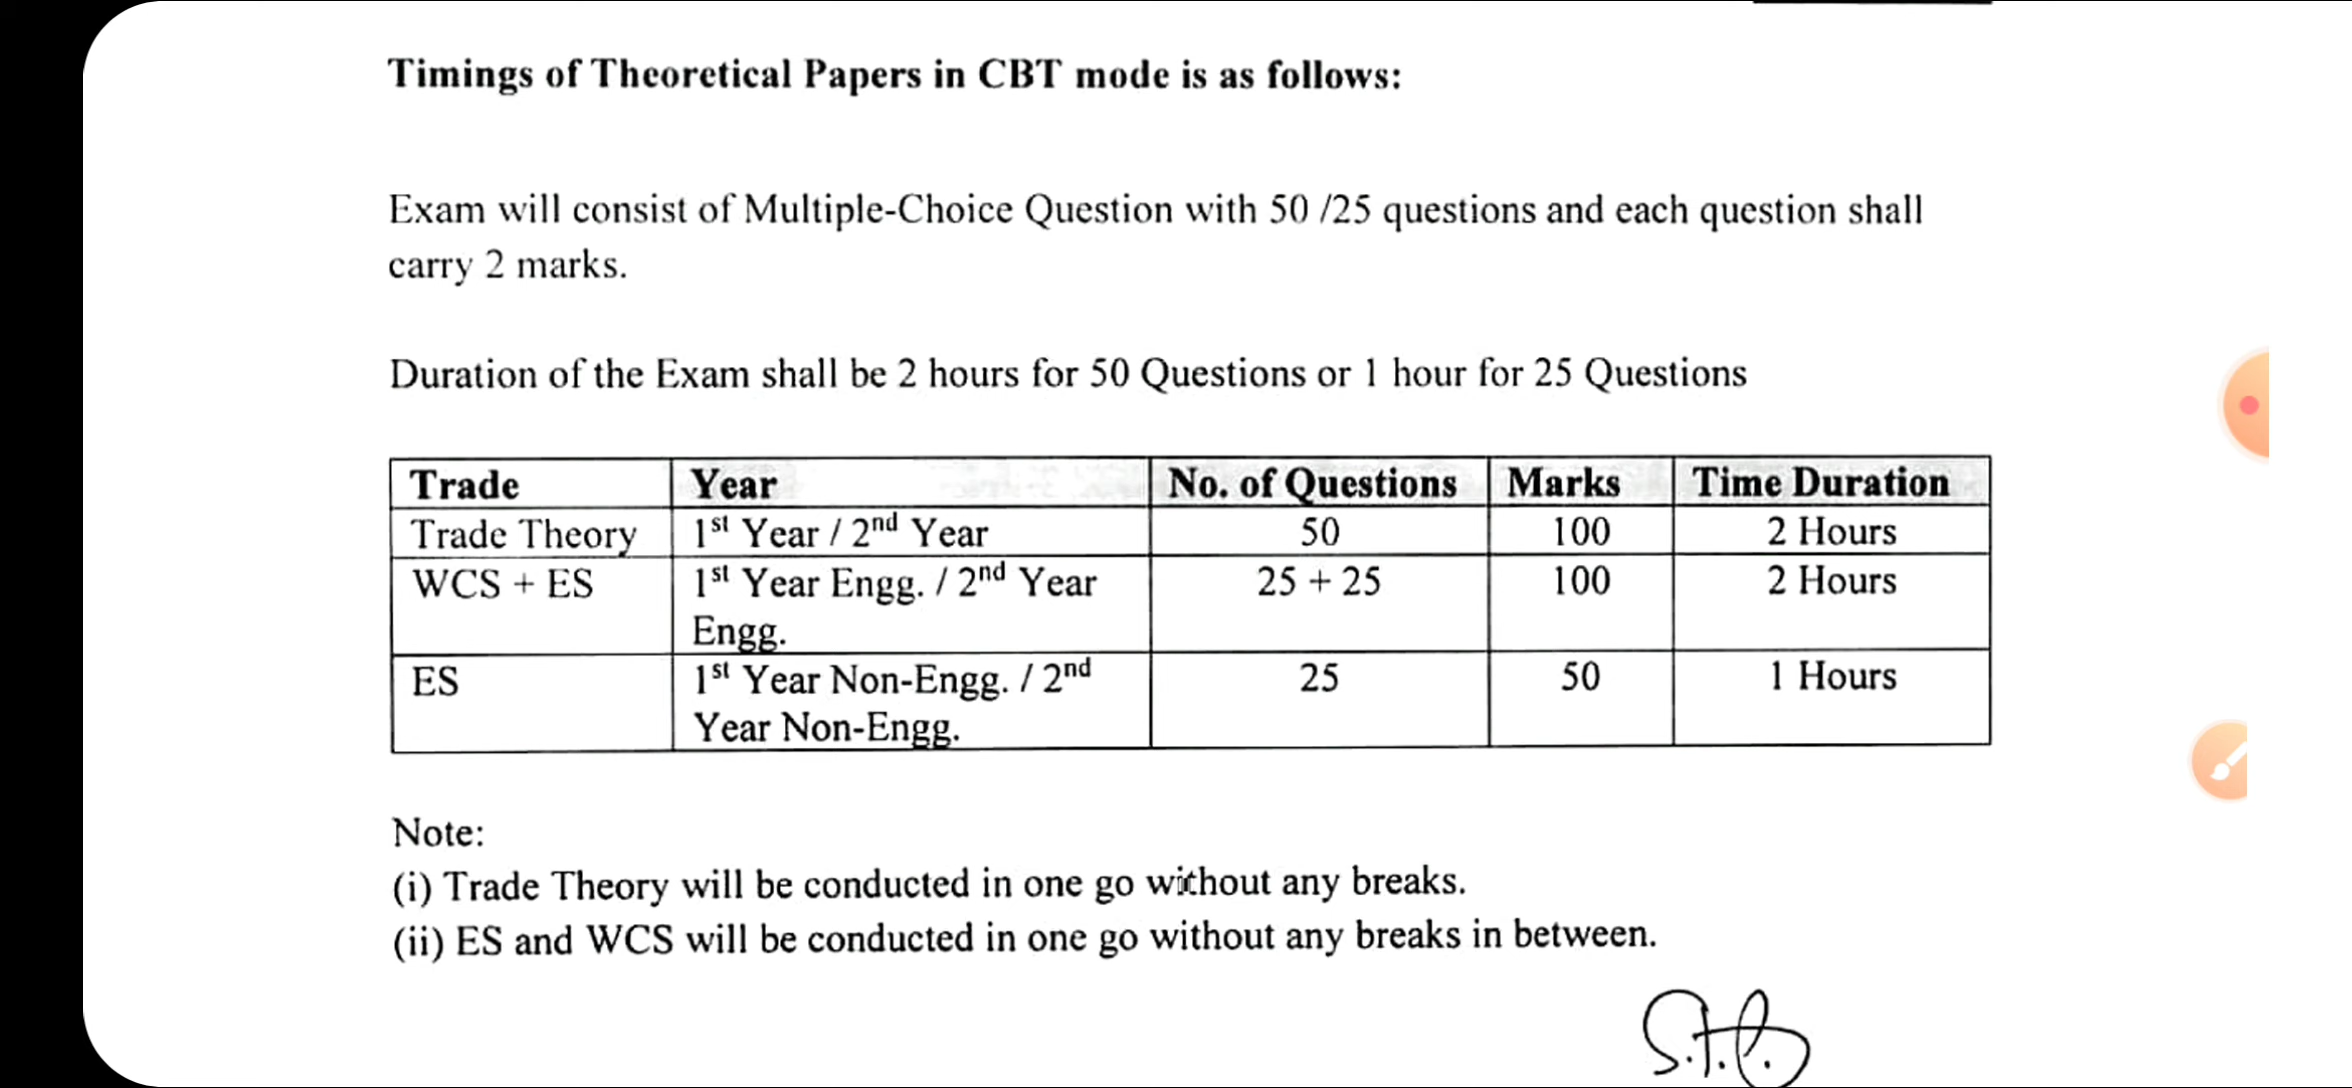 Timings of Theoretical Papers in CBT mode is as follows:
Exam will consist of Multiple-Choice Question with 50 /25 questions and each question shall
carry 2 marks.
Duration of the Exam shall be 2 hours for 50 Questions or 1 hour for 25 Questions
Trade Year No. of Questions Marks Time Duration
Trade Theory 1st Year / 2nd Year 50 100 2 Hours
WCS + ES 1st Year Engg. / 2nd Year 25 + 25 100 2 Hours
Engg.
ES 1st Year Non-Engg. / 2nd 25 50 1 Hours
Year Non-Engg.
Note:
(i) Trade Theory will be conducted in one go without any breaks.
(ii) ES and WCS will be conducted in one go without any breaks in between.